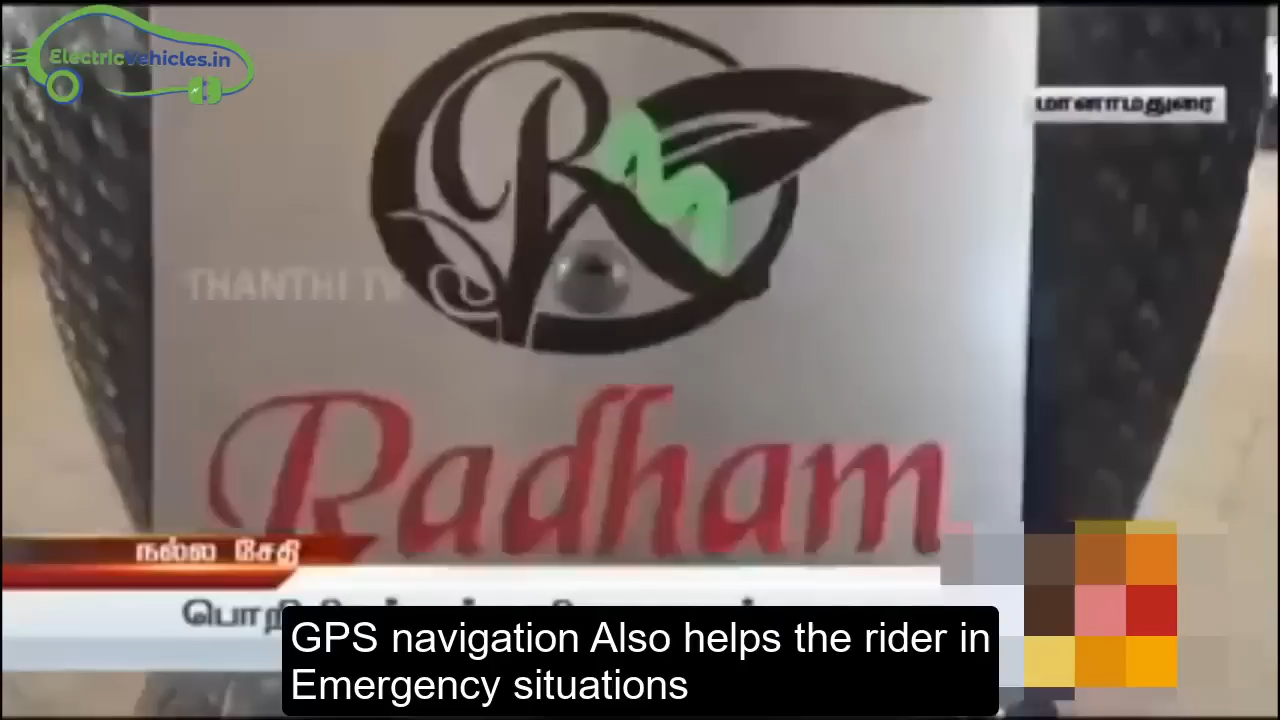 ElectricVehicles.in
மானாமதுரை
THANTHI TV
Radham
நல்ல சேதி
GPS navigation Also helps the rider in
Emergency situations